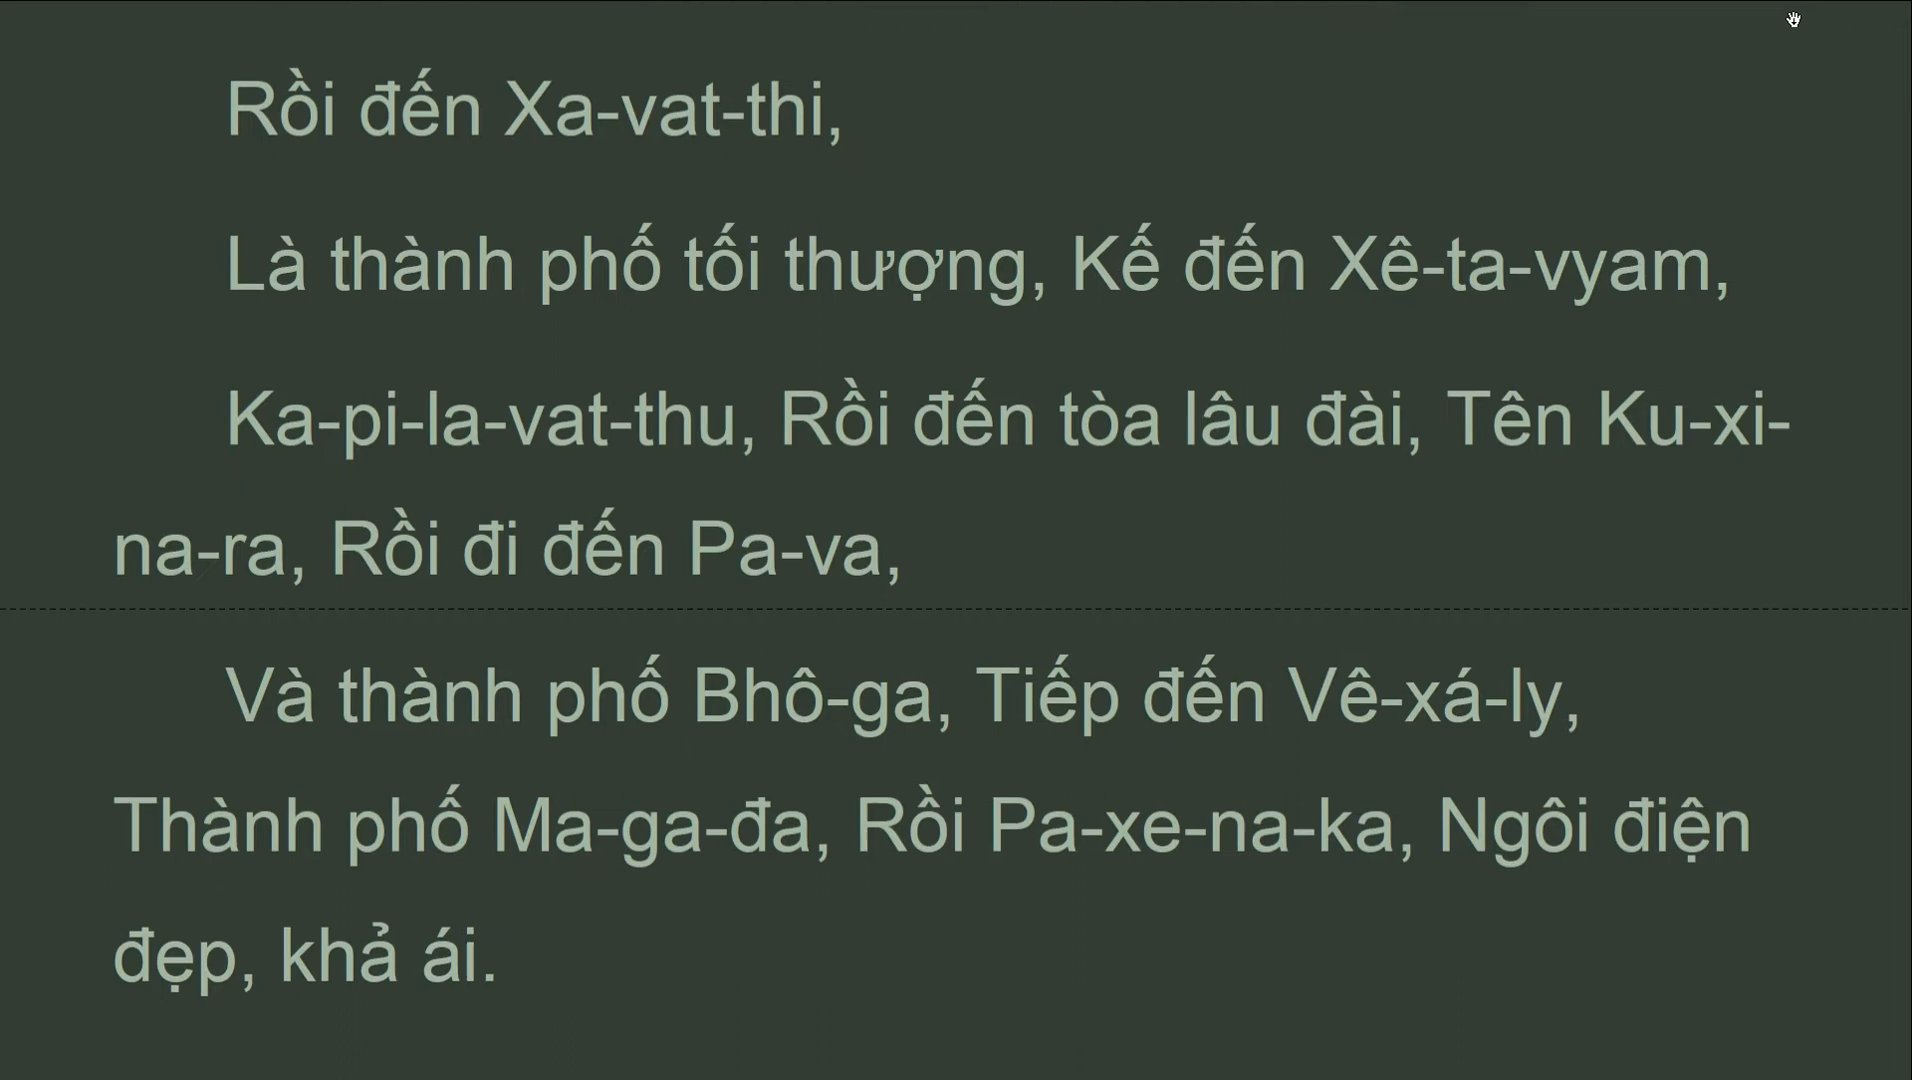 Rồi đến Xa-vat-thi,
Là thành phố tối thượng, Kế đến Xê-ta-vyam,
Ka-pi-la-vat-thu, Rồi đến tòa lâu đài, Tên Ku-xi-
na-ra, Rồi đi đến Pa-va,
Và thành phố Bhô-ga, Tiếp đến Vê-xá-ly,
Thành phố Ma-ga-đa, Rồi Pa-xe-na-ka, Ngôi điện
đẹp, khả ái.